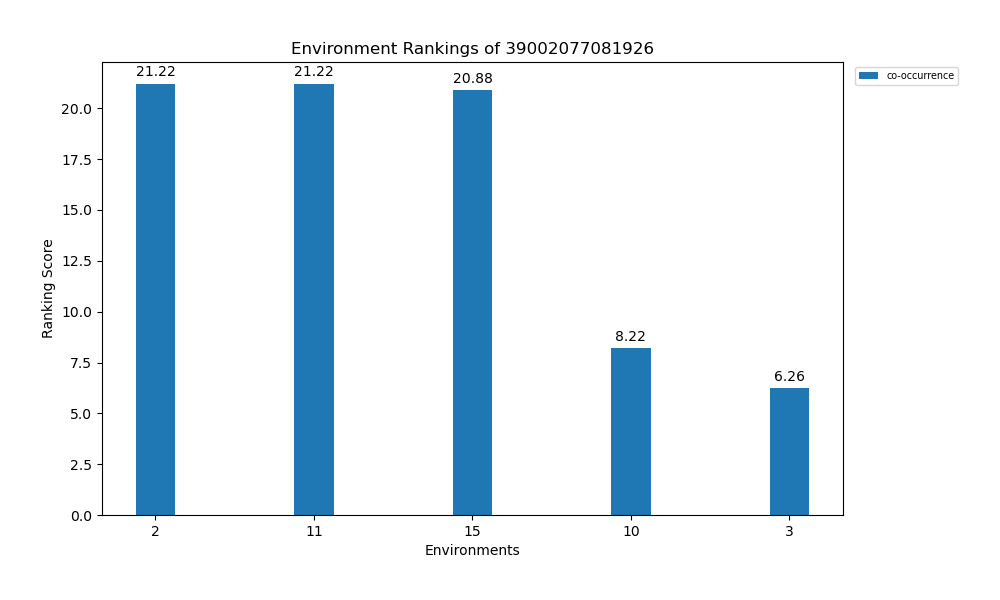 Environment Rankings of 39002077081926
co-occurrence
Ranking Score
20.0
17.5
15.0
12.5
10.0
7.5
5.0
2.5
0.0
21.22
21.22
20.88
8.22
6.26
2 11 15 10 3
Environments